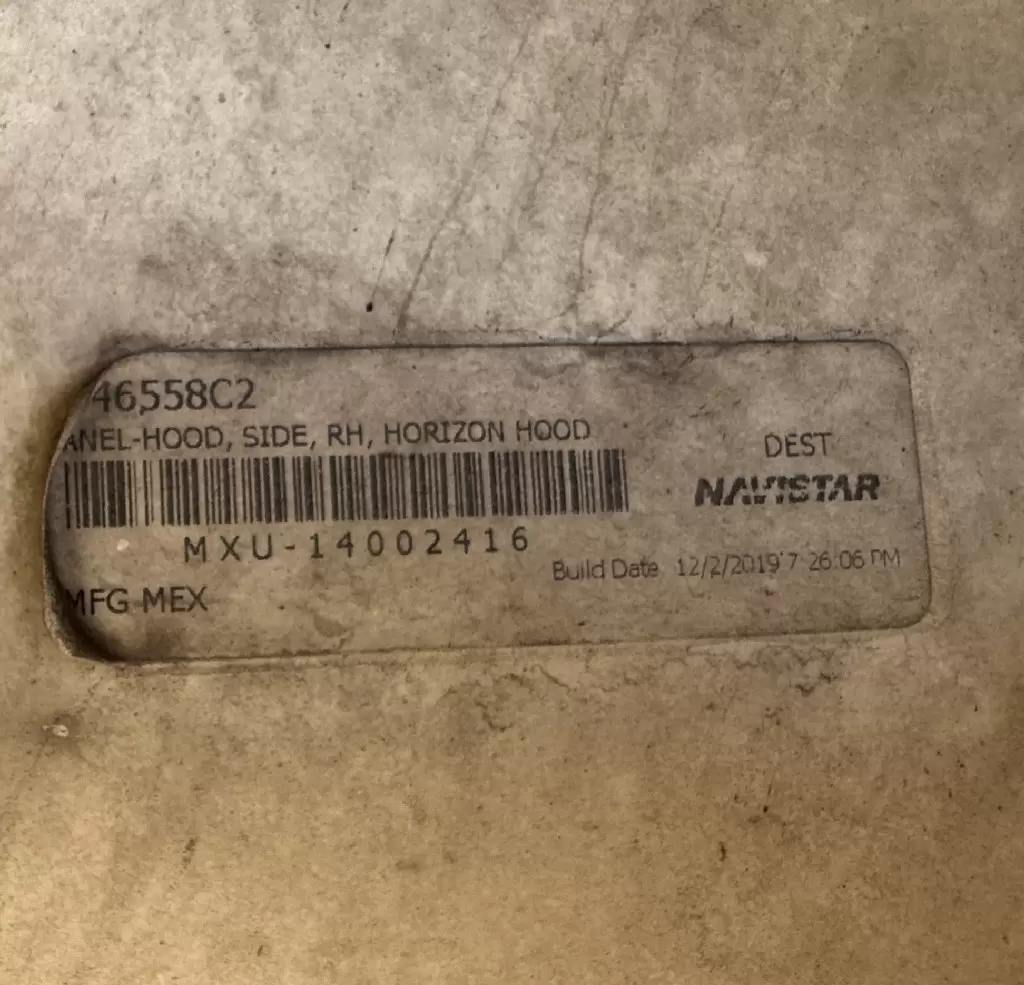 46558C2
ANEL-HOOD, SIDE, RH, HORIZON HOOD
DEST
NAVISTAR
MXU-14002416
Build Date 12/2/2019 7 26:06 PM
MFG MEX